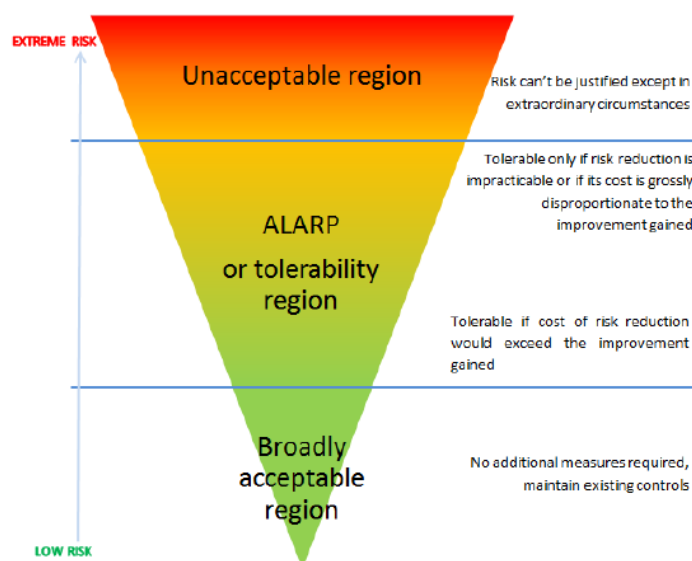 EXTREME RISK
Unacceptable region
Risk can't be justified except in
extraordinary circumstances
Tolerable only if risk reduction is
impracticable or if its cost is grossly
disproportionate to the
improvement gained
ALARP
or tolerability
region
Tolerable if cost of risk reduction
would exceed the improvement
gained
Broadly
acceptable
region
No additional measures required,
maintain existing controls
LOW RISK